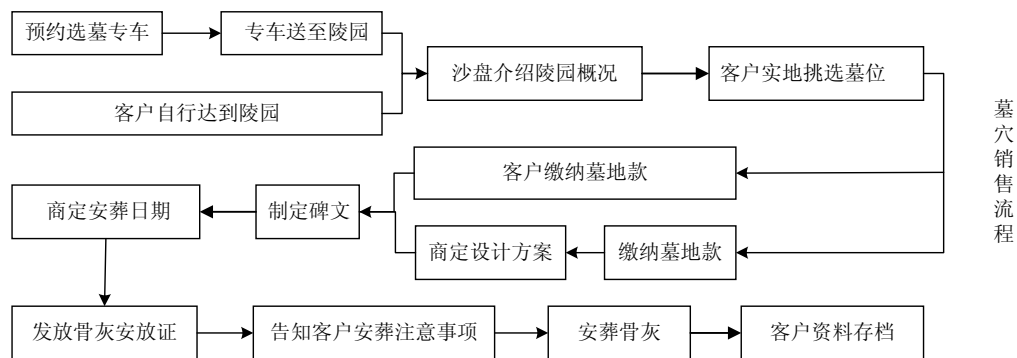 预约选墓专车
专车送至陵园
客户自行达到陵园
沙盘介绍陵园概况
客户实地挑选墓位
客户缴纳墓地款
缴纳墓地款
商定设计方案
制定碑文
商定安葬日期
发放骨灰安放证
告知客户安葬注意事项
安葬骨灰
客户资料存档
墓穴销售流程